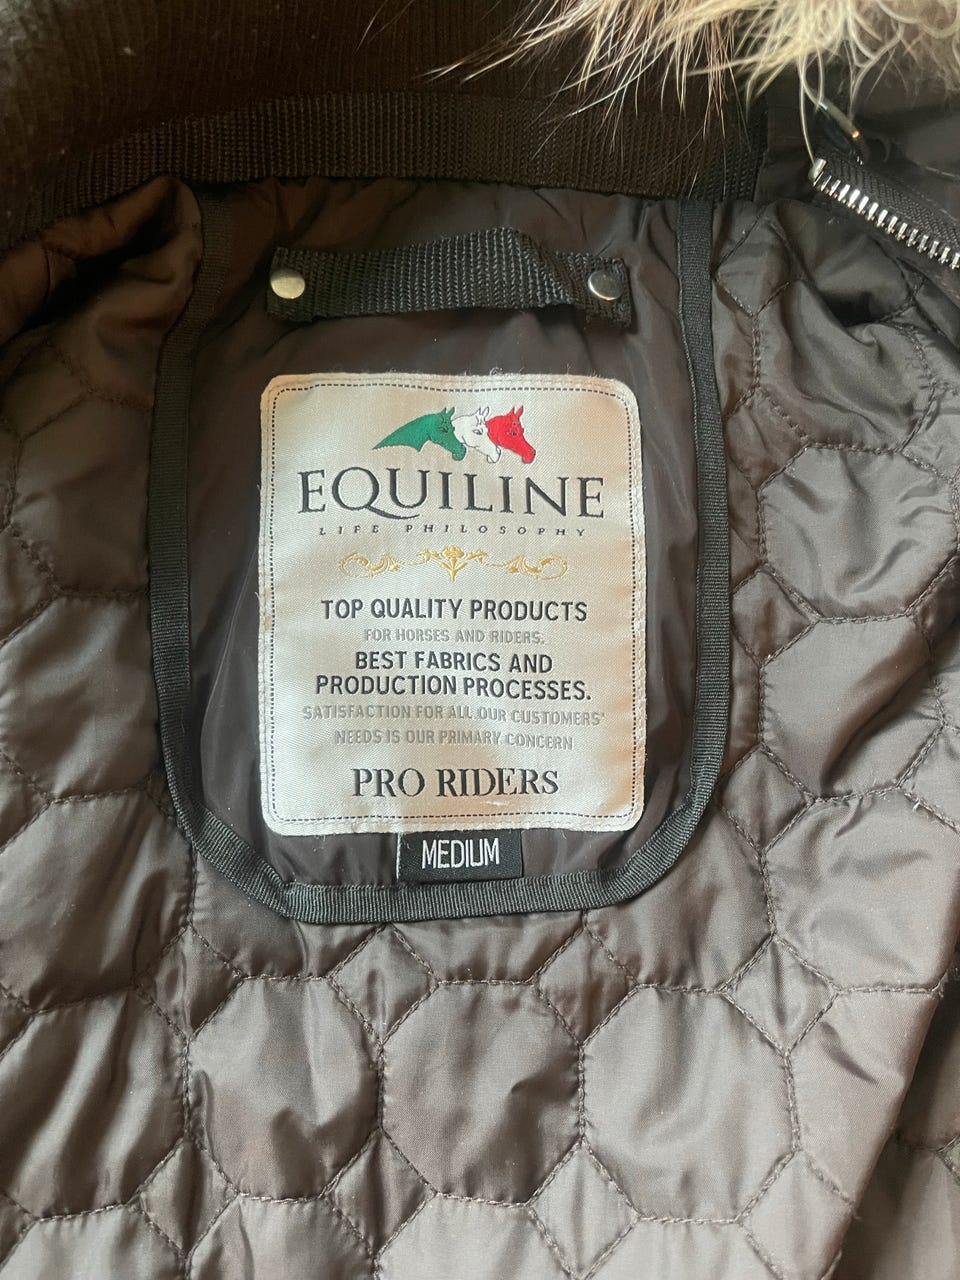 EQUILINE
LIFE PHILOSOPHY
TOP QUALITY PRODUCTS
FOR HORSES AND RIDERS.
BEST FABRICS AND
PRODUCTION PROCESSES.
SATISFACTION FOR ALL OUR CUSTOMERS'
NEEDS IS OUR PRIMARY CONCERN
PRO RIDERS
MEDIUM